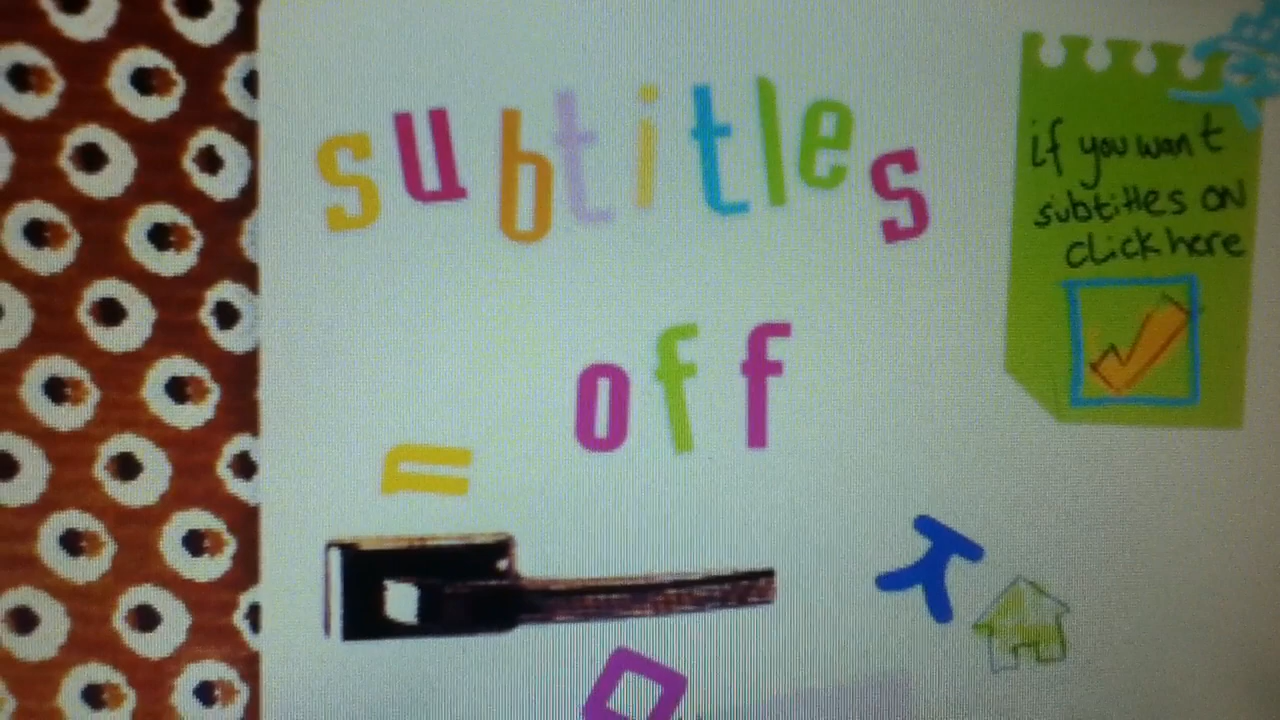 subtitles
off
if you want
subtitles ON
click here